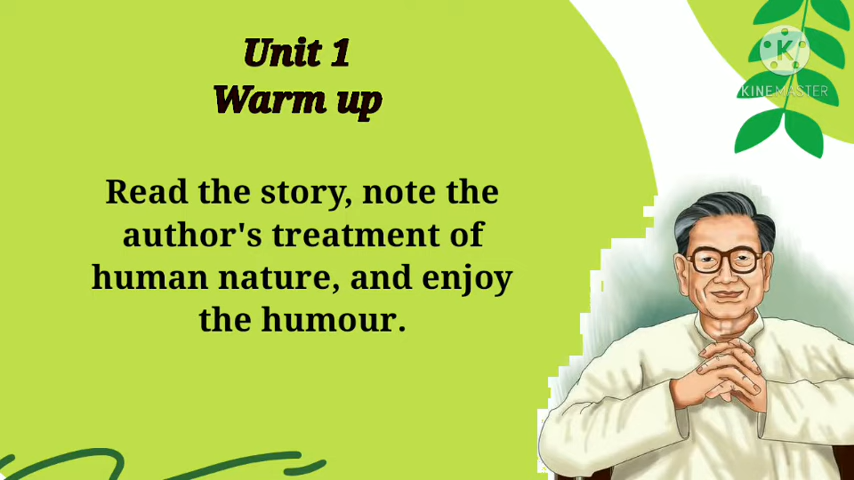 Unit 1
Warm up
Read the story, note the
author's treatment of
human nature, and enjoy
the humour.
K
KINEMASTER